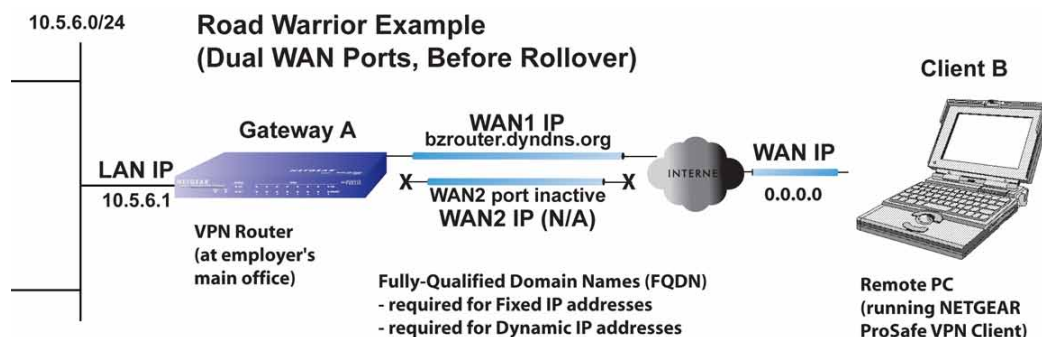 10.5.6.0/24
Road Warrior Example
(Dual WAN Ports, Before Rollover)
Client B
Gateway A
WAN1 IP
bzrouter.dyndns.org
LAN IP
10.5.6.1
NETGEAR
INTERNE
WAN IP
0.0.0.0
X
X
WAN2 port inactive
WAN2 IP (N/A)
VPN Router
(at employer's
main office)
Fully-Qualified Domain Names (FQDN)
- required for Fixed IP addresses
- required for Dynamic IP addresses
Remote PC
(running NETGEAR
ProSafe VPN Client)